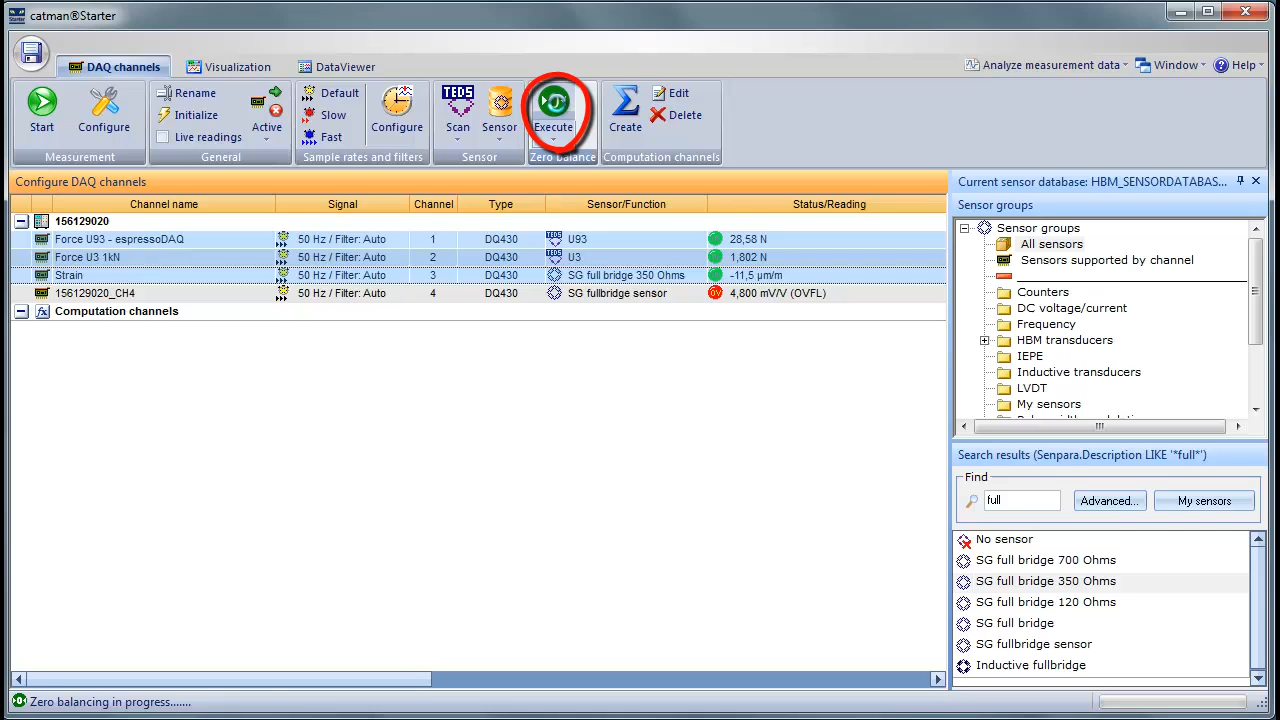 Starter
catman®Starter
DAQ channels
Visualization
DataViewer
Analyze measurement data
Window
Help
Start
Configure
Measurement
Rename
Initialize
Live readings
Active
General
Default
Slow
Fast
Configure
Sample rates and filters
TEDS
Scan
Sensor
Sensor
Execute
Zero balance
Create
Edit
Delete
Computation channels
Configure DAQ channels
Channel name Signal Channel Type Sensor/Function Status/Reading
156129020
Force U93 - espressoDAQ 50 Hz / Filter: Auto 1 DQ430 U93 28,58 N
Force U3 1kN 50 Hz / Filter: Auto 2 DQ430 U3 1,802 N
Strain 50 Hz / Filter: Auto 3 DQ430 SG full bridge 350 Ohms -11,5 µm/m
156129020_CH4 50 Hz / Filter: Auto 4 DQ430 SG fullbridge sensor OV 4,800 mV/V (OVFL)
fx Computation channels
Current sensor database: HBM_SENSORDATABAS...
Sensor groups
Sensor groups
All sensors
Sensors supported by channel
Counters
DC voltage/current
Frequency
HBM transducers
IEPE
Inductive transducers
LVDT
My sensors
Search results (Senpara.Description LIKE '*full*')
Find
full
Advanced...
My sensors
No sensor
SG full bridge 700 Ohms
SG full bridge 350 Ohms
SG full bridge 120 Ohms
SG full bridge
SG fullbridge sensor
Inductive fullbridge
Zero balancing in progress.......